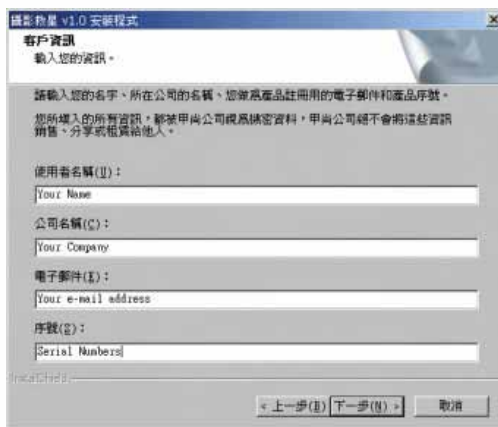 攝影救星 v1.0 安裝程式
客戶資訊
輸入您的資訊。
請輸入您的名字、所在公司的名稱、您做為產品註冊用的電子郵件和產品序號。
您所填入的所有資訊，都被甲尚公司視為機密資料，甲尚公司絕不會將這些資訊
銷售、分享或租賃給他人。
使用者名稱(U)：
Your Name
公司名稱(C)：
Your Company
電子郵件(E)：
Your e-mail address
序號(S)：
Serial Numbers
InstallShield
< 上一步(B)
下一步(N) >
取消